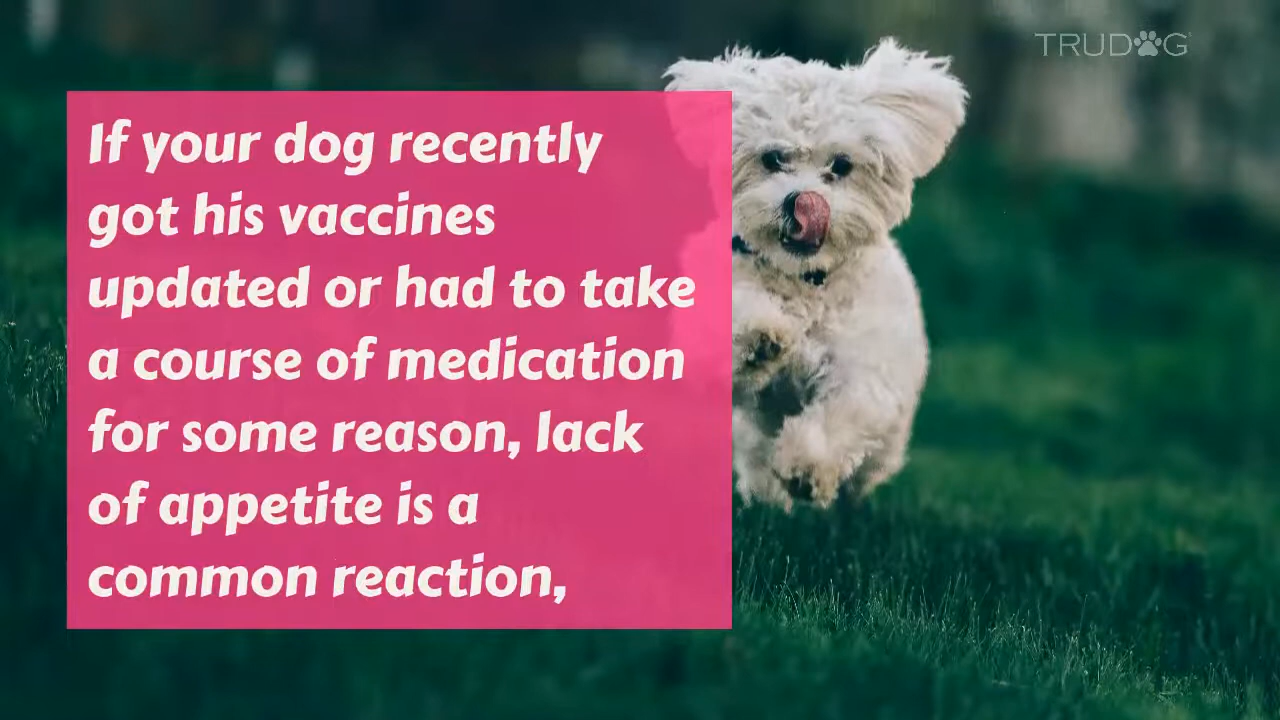 TRUDOG
If your dog recently
got his vaccines
updated or had to take
a course of medication
for some reason, lack
of appetite is a
common reaction,